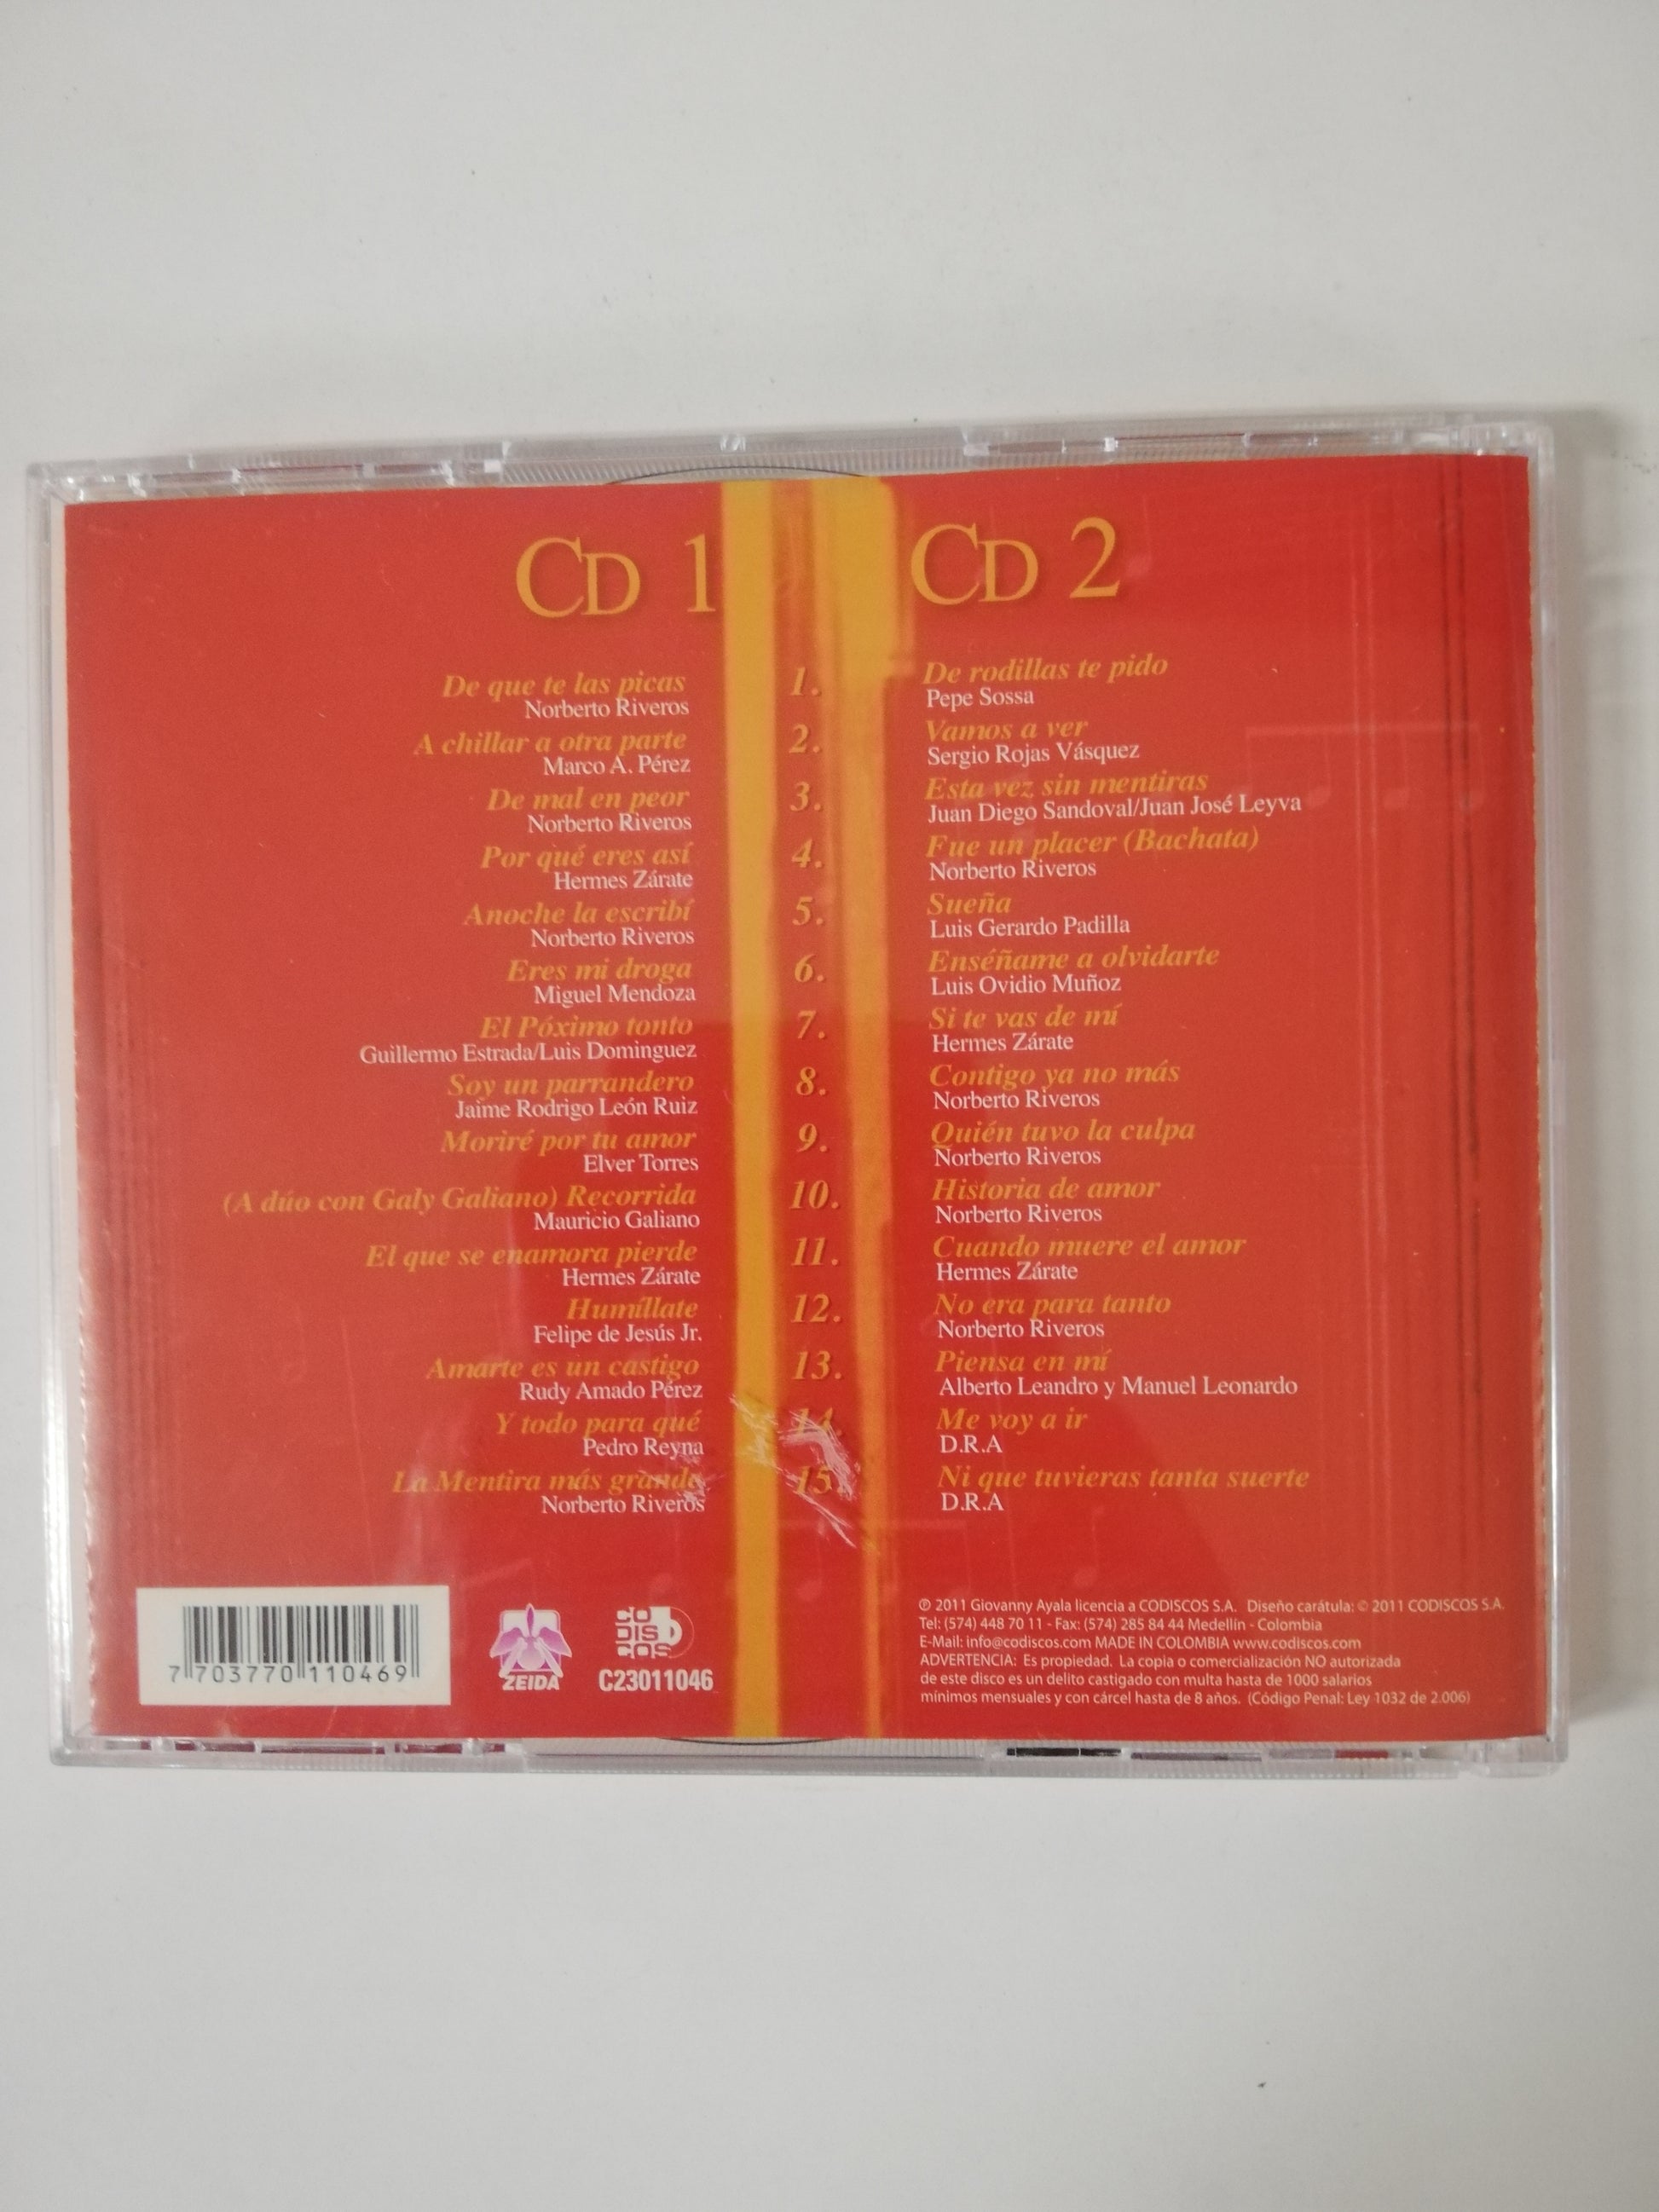 CD 1
De que te las picas
Norberto Riveros
A chillar a otra parte
Marco A. Pérez
De mal en peor
Norberto Riveros
Por qué eres así
Hermes Zárate
Anoche la escribí
Norberto Riveros
Eres mi droga
Miguel Mendoza
El Póximo tonto
Guillermo Estrada/Luis Dominguez
Soy un parrandero
Jaime Rodrigo León Ruiz
Moriré por tu amor
Elver Torres
(A dúo con Galy Galiano) Recorrida
Mauricio Galiano
El que se enamora pierde
Hermes Zárate
Humíllate
Felipe de Jesús Jr.
Amarte es un castigo
Rudy Amado Pérez
Y todo para qué
Pedro Reyna
La Mentira más grande
Norberto Riveros
1.
2.
3.
4.
5.
6.
7.
8.
9.
10.
11.
12.
13.
14.
15.
CD 2
De rodillas te pido
Pepe Sossa
Vamos a ver
Sergio Rojas Vásquez
Esta vez sin mentiras
Juan Diego Sandoval/Juan José Leyva
Fue un placer (Bachata)
Norberto Riveros
Sueña
Luis Gerardo Padilla
Enséñame a olvidarte
Luis Ovidio Muñoz
Si te vas de mí
Hermes Zárate
Contigo ya no más
Norberto Riveros
Quién tuvo la culpa
Norberto Riveros
Historia de amor
Norberto Riveros
Cuando muere el amor
Hermes Zárate
No era para tanto
Norberto Riveros
Piensa en mí
Alberto Leandro y Manuel Leonardo
Me voy a ir
D.R.A
Ni que tuvieras tanta suerte
D.R.A
7 703770 110469
ZEIDA
CO
DIS
COS
C23011046
℗ 2011 Giovanny Ayala licencia a CODISCOS S.A. Diseño carátula: © 2011 CODISCOS S.A.
Tel: (574) 448 70 11 - Fax: (574) 285 84 44 Medellín - Colombia
E-Mail: info@codiscos.com MADE IN COLOMBIA www.codiscos.com
ADVERTENCIA: Es propiedad. La copia o comercialización NO autorizada
de este disco es un delito castigado con multa hasta de 1000 salarios
mínimos mensuales y con cárcel hasta de 8 años. (Código Penal: Ley 1032 de 2.006)